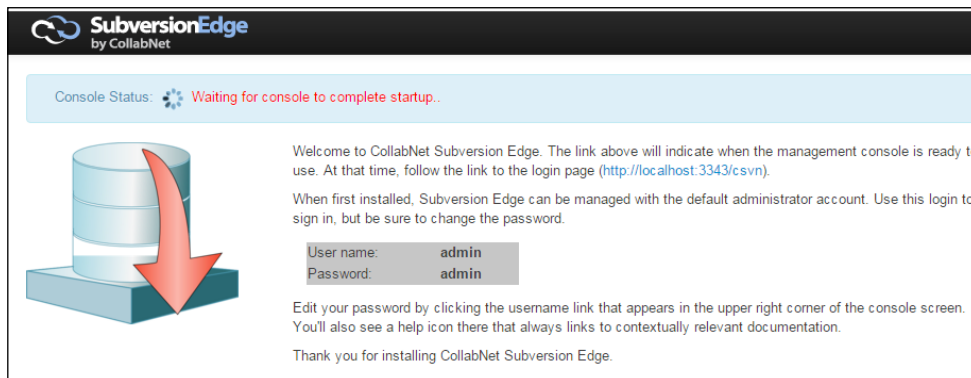 SubversionEdge
by CollabNet
Console Status: Waiting for console to complete startup..
Welcome to CollabNet Subversion Edge. The link above will indicate when the management console is ready t
use. At that time, follow the link to the login page (http://localhost:3343/csvn).
When first installed, Subversion Edge can be managed with the default administrator account. Use this login to
sign in, but be sure to change the password.
User name: admin
Password: admin
Edit your password by clicking the username link that appears in the upper right corner of the console screen.
You'll also see a help icon there that always links to contextually relevant documentation.
Thank you for installing CollabNet Subversion Edge.